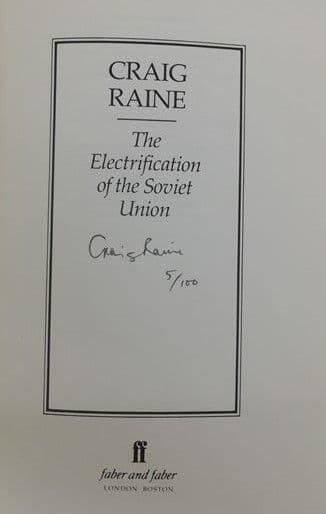 CRAIG
RAINE
The
Electrification
of the Soviet
Union
Craig Raine
5/100
ff
faber and faber
LONDON BOSTON